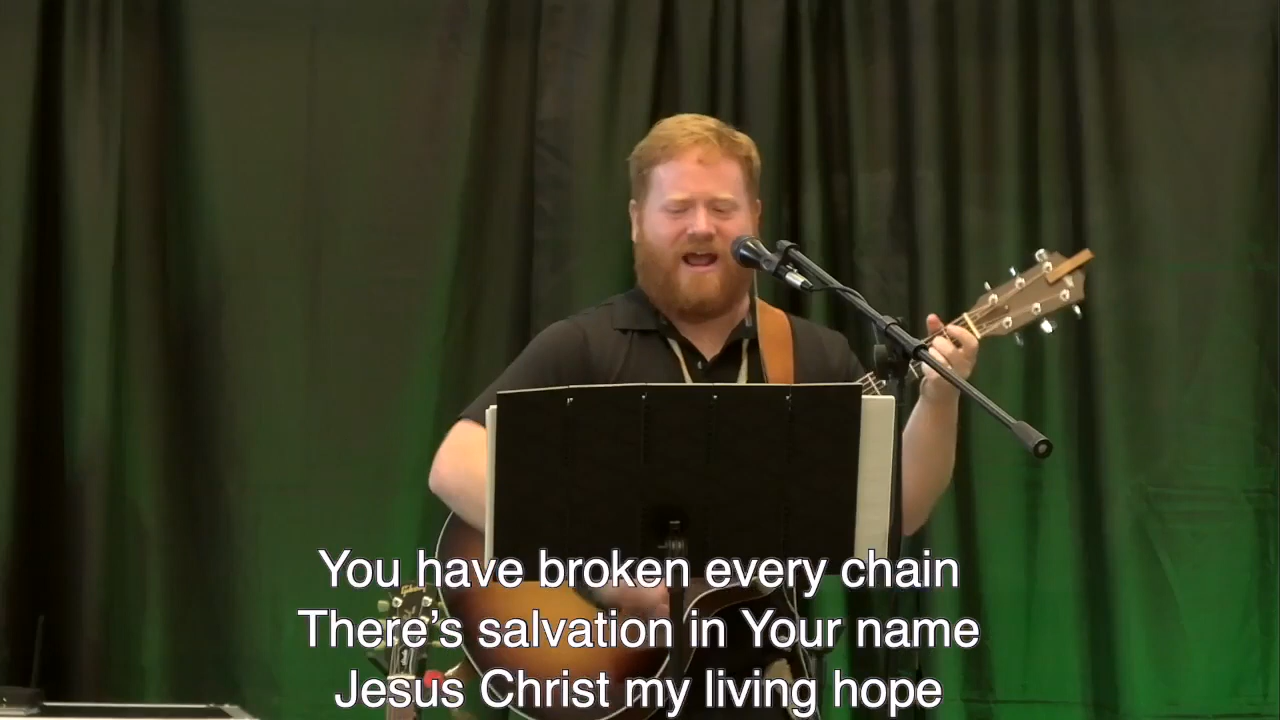 You have broken every chain
There's salvation in Your name
Jesus Christ my living hope